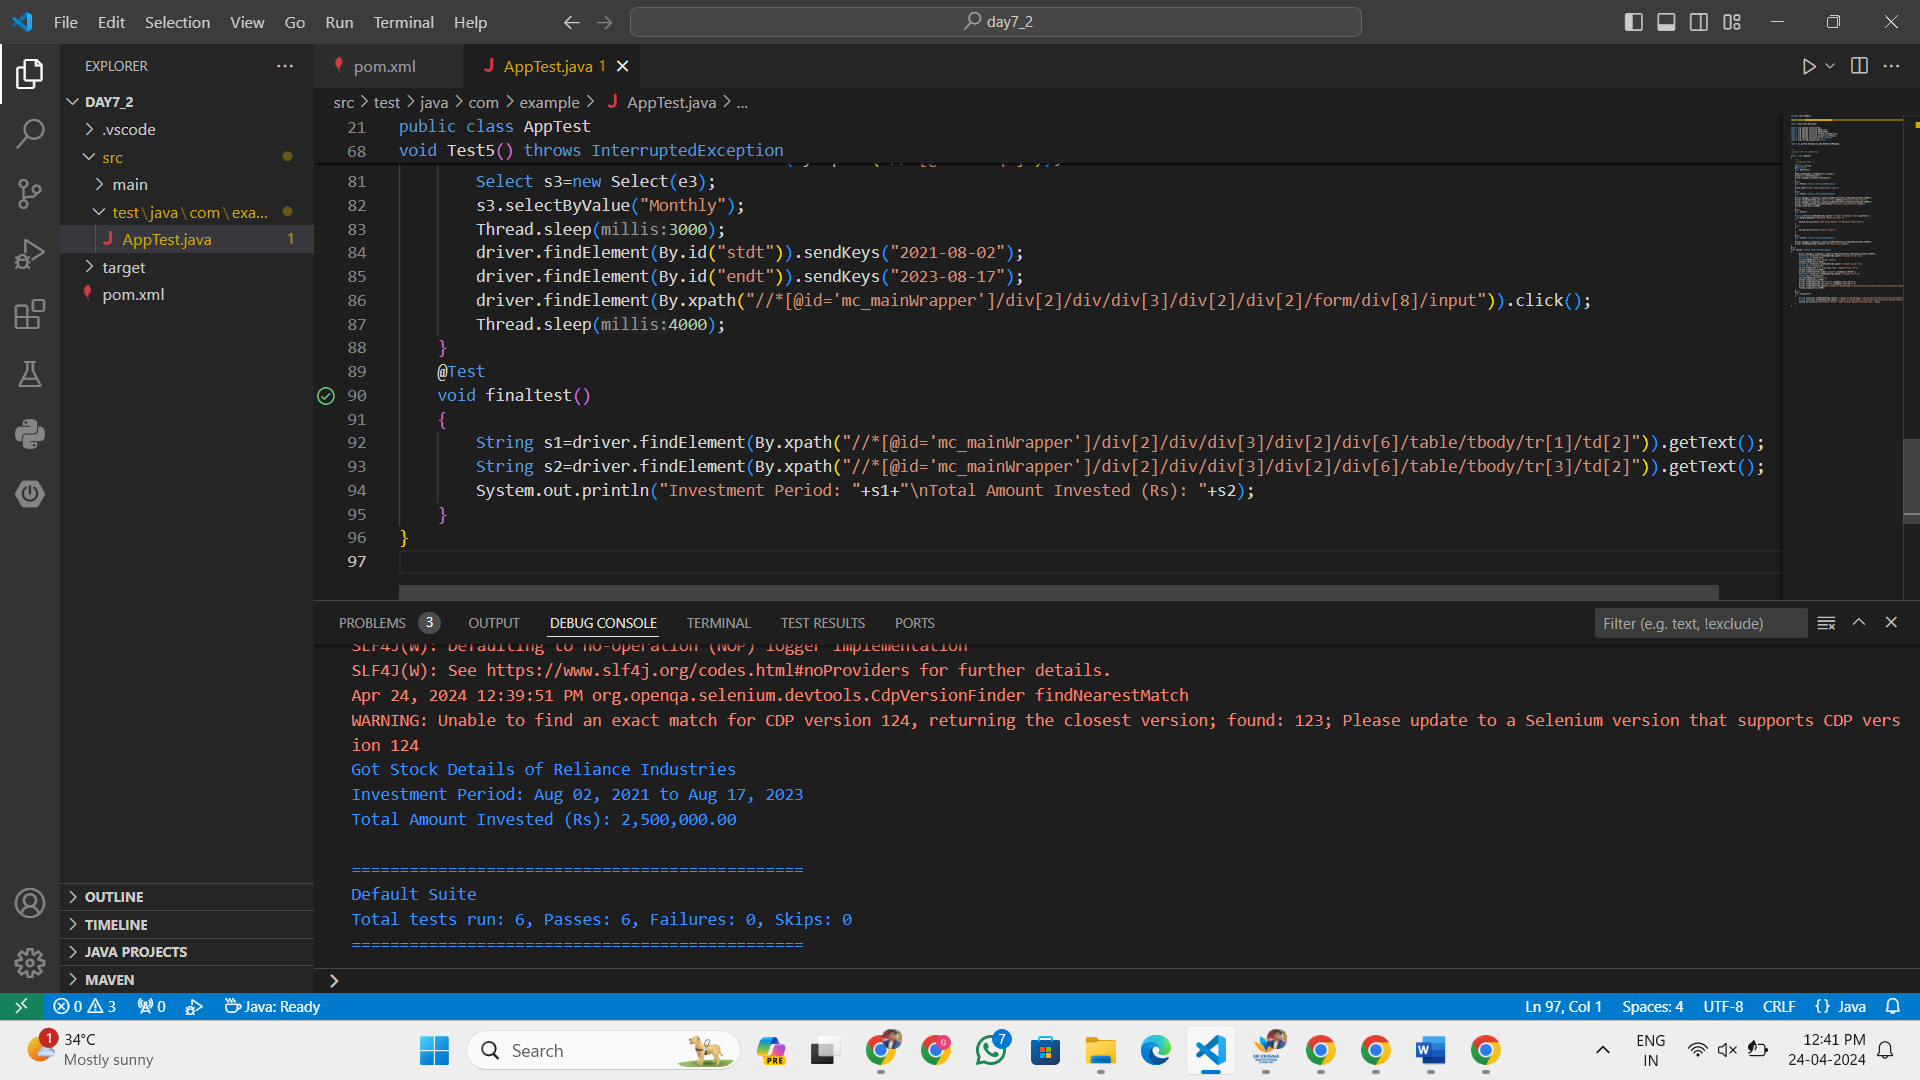 File Edit Selection View Go Run Terminal Help
day7_2
EXPLORER
DAY7_2
.vscode
src
main
test\java\com\exa...
AppTest.java 1
target
pom.xml
OUTLINE
TIMELINE
JAVA PROJECTS
MAVEN
pom.xml
AppTest.java 1
src > test > java > com > example > J AppTest.java > ...
21 public class AppTest
68 void Test5() throws InterruptedException
81 Select s3=new Select(e3);
82 s3.selectByValue("Monthly");
83 Thread.sleep(millis:3000);
84 driver.findElement(By.id("stdt")).sendKeys("2021-08-02");
85 driver.findElement(By.id("endt")).sendKeys("2023-08-17");
86 driver.findElement(By.xpath("//*[@id='mc_mainWrapper']/div[2]/div/div[3]/div[2]/div[2]/form/div[8]/input")).click();
87 Thread.sleep(millis:4000);
88 }
89 @Test
90 void finaltest()
91 {
92 String s1=driver.findElement(By.xpath("//*[@id='mc_mainWrapper']/div[2]/div/div[3]/div[2]/div[6]/table/tbody/tr[1]/td[2]")).getText();
93 String s2=driver.findElement(By.xpath("//*[@id='mc_mainWrapper']/div[2]/div/div[3]/div[2]/div[6]/table/tbody/tr[3]/td[2]")).getText();
94 System.out.println("Investment Period: "+s1+"\nTotal Amount Invested (Rs): "+s2);
95 }
96 }
97
PROBLEMS 3 OUTPUT DEBUG CONSOLE TERMINAL TEST RESULTS PORTS
Filter (e.g. text, !exclude)
SLF4J(W): Defaulting to no-operation (NOP) logger implementation
SLF4J(W): See https://www.slf4j.org/codes.html#noProviders for further details.
Apr 24, 2024 12:39:51 PM org.openqa.selenium.devtools.CdpVersionFinder findNearestMatch
WARNING: Unable to find an exact match for CDP version 124, returning the closest version; found: 123; Please update to a Selenium version that supports CDP vers
ion 124
Got Stock Details of Reliance Industries
Investment Period: Aug 02, 2021 to Aug 17, 2023
Total Amount Invested (Rs): 2,500,000.00
===============================================
Default Suite
Total tests run: 6, Passes: 6, Failures: 0, Skips: 0
===============================================
0 3 0 Java: Ready
Ln 97, Col 1 Spaces: 4 UTF-8 CRLF {} Java
1 34°C
Mostly sunny
Search
PRE
G
7
ENG
IN
12:41 PM
24-04-2024